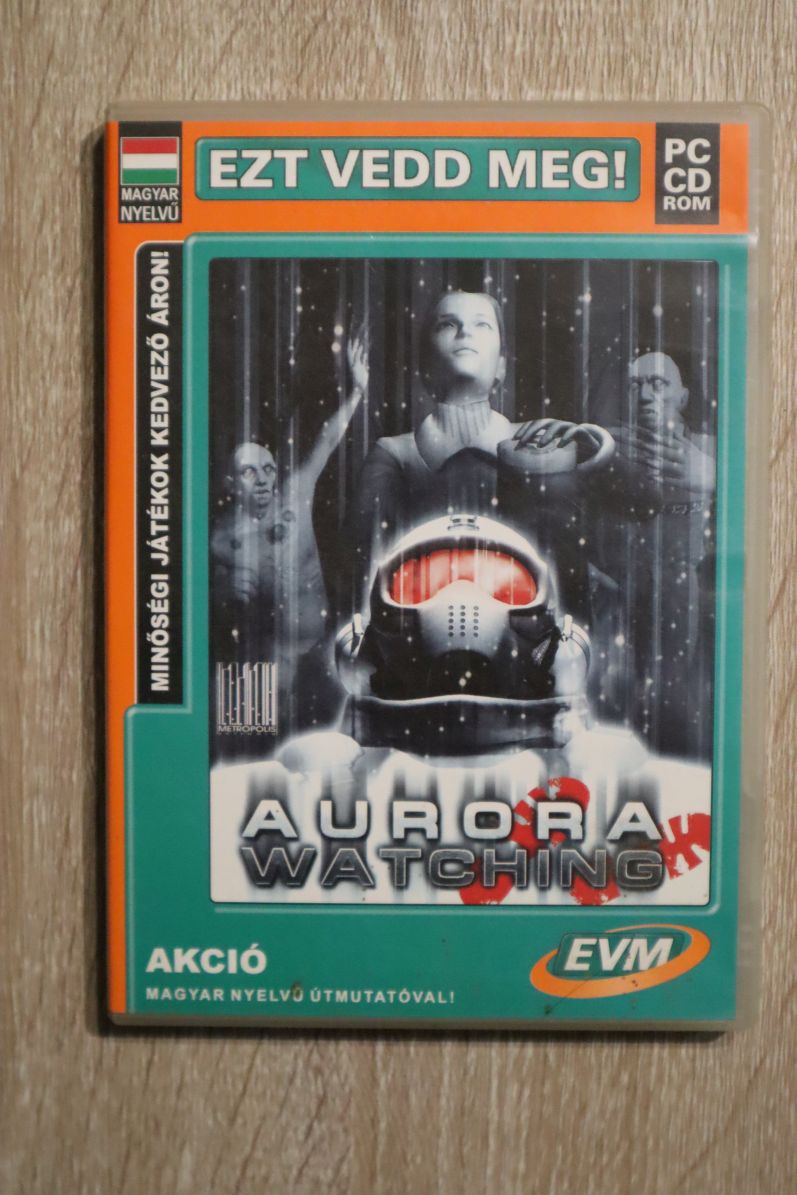 MAGYAR
NYELVŰ
EZT VEDD MEG!
PC
CD
ROM
MINŐSÉGI JÁTÉKOK KEDVEZŐ ÁRON!
METROPOLIS
AURORA
WATCHING
AKCIÓ
MAGYAR NYELVŰ ÚTMUTATÓVAL!
EVM